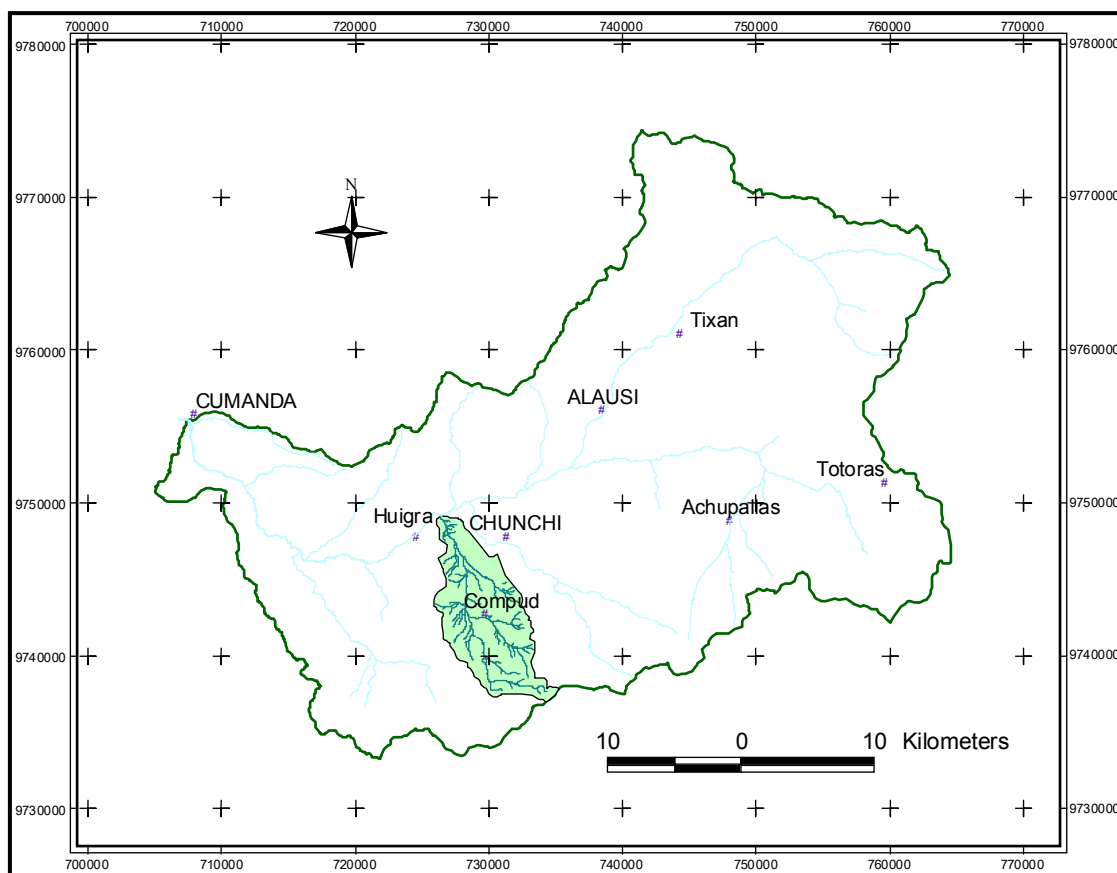 700000 710000 720000 730000 740000 750000 760000 770000
9780000 9780000
N
9770000 9770000
Tixan
9760000 9760000
ALAUSI
CUMANDA
Totoras
9750000 9750000
Achupallas
Huigra CHUNCHI
Compud
9740000 9740000
10 0 10 Kilometers
9730000 9730000
700000 710000 720000 730000 740000 750000 760000 770000